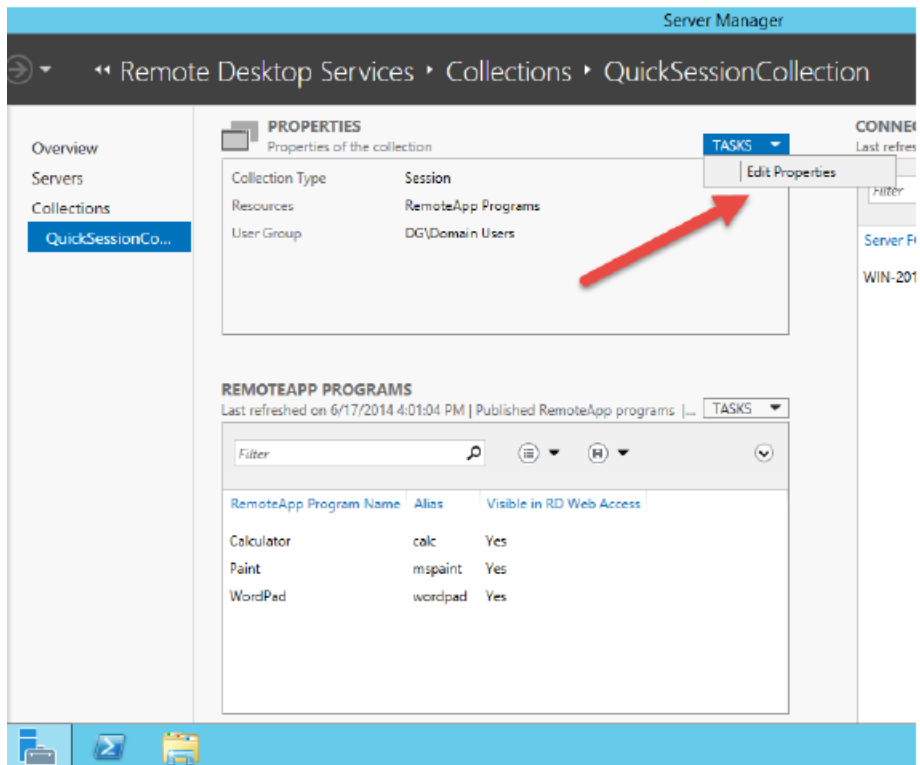 Server Manager
Remote Desktop Services ‣ Collections ‣ QuickSessionCollection
Overview
Servers
Collections
QuickSessionCo...
PROPERTIES
Properties of the collection
TASKS
Edit Properties
Collection Type Session
Resources RemoteApp Programs
User Group DG\Domain Users
REMOTEAPP PROGRAMS
Last refreshed on 6/17/2014 4:01:04 PM | Published RemoteApp programs |...
TASKS
Filter
RemoteApp Program Name Alias Visible in RD Web Access
Calculator calc Yes
Paint mspaint Yes
WordPad wordpad Yes
CONNE
Last refres
Filter
Server F
WIN-201